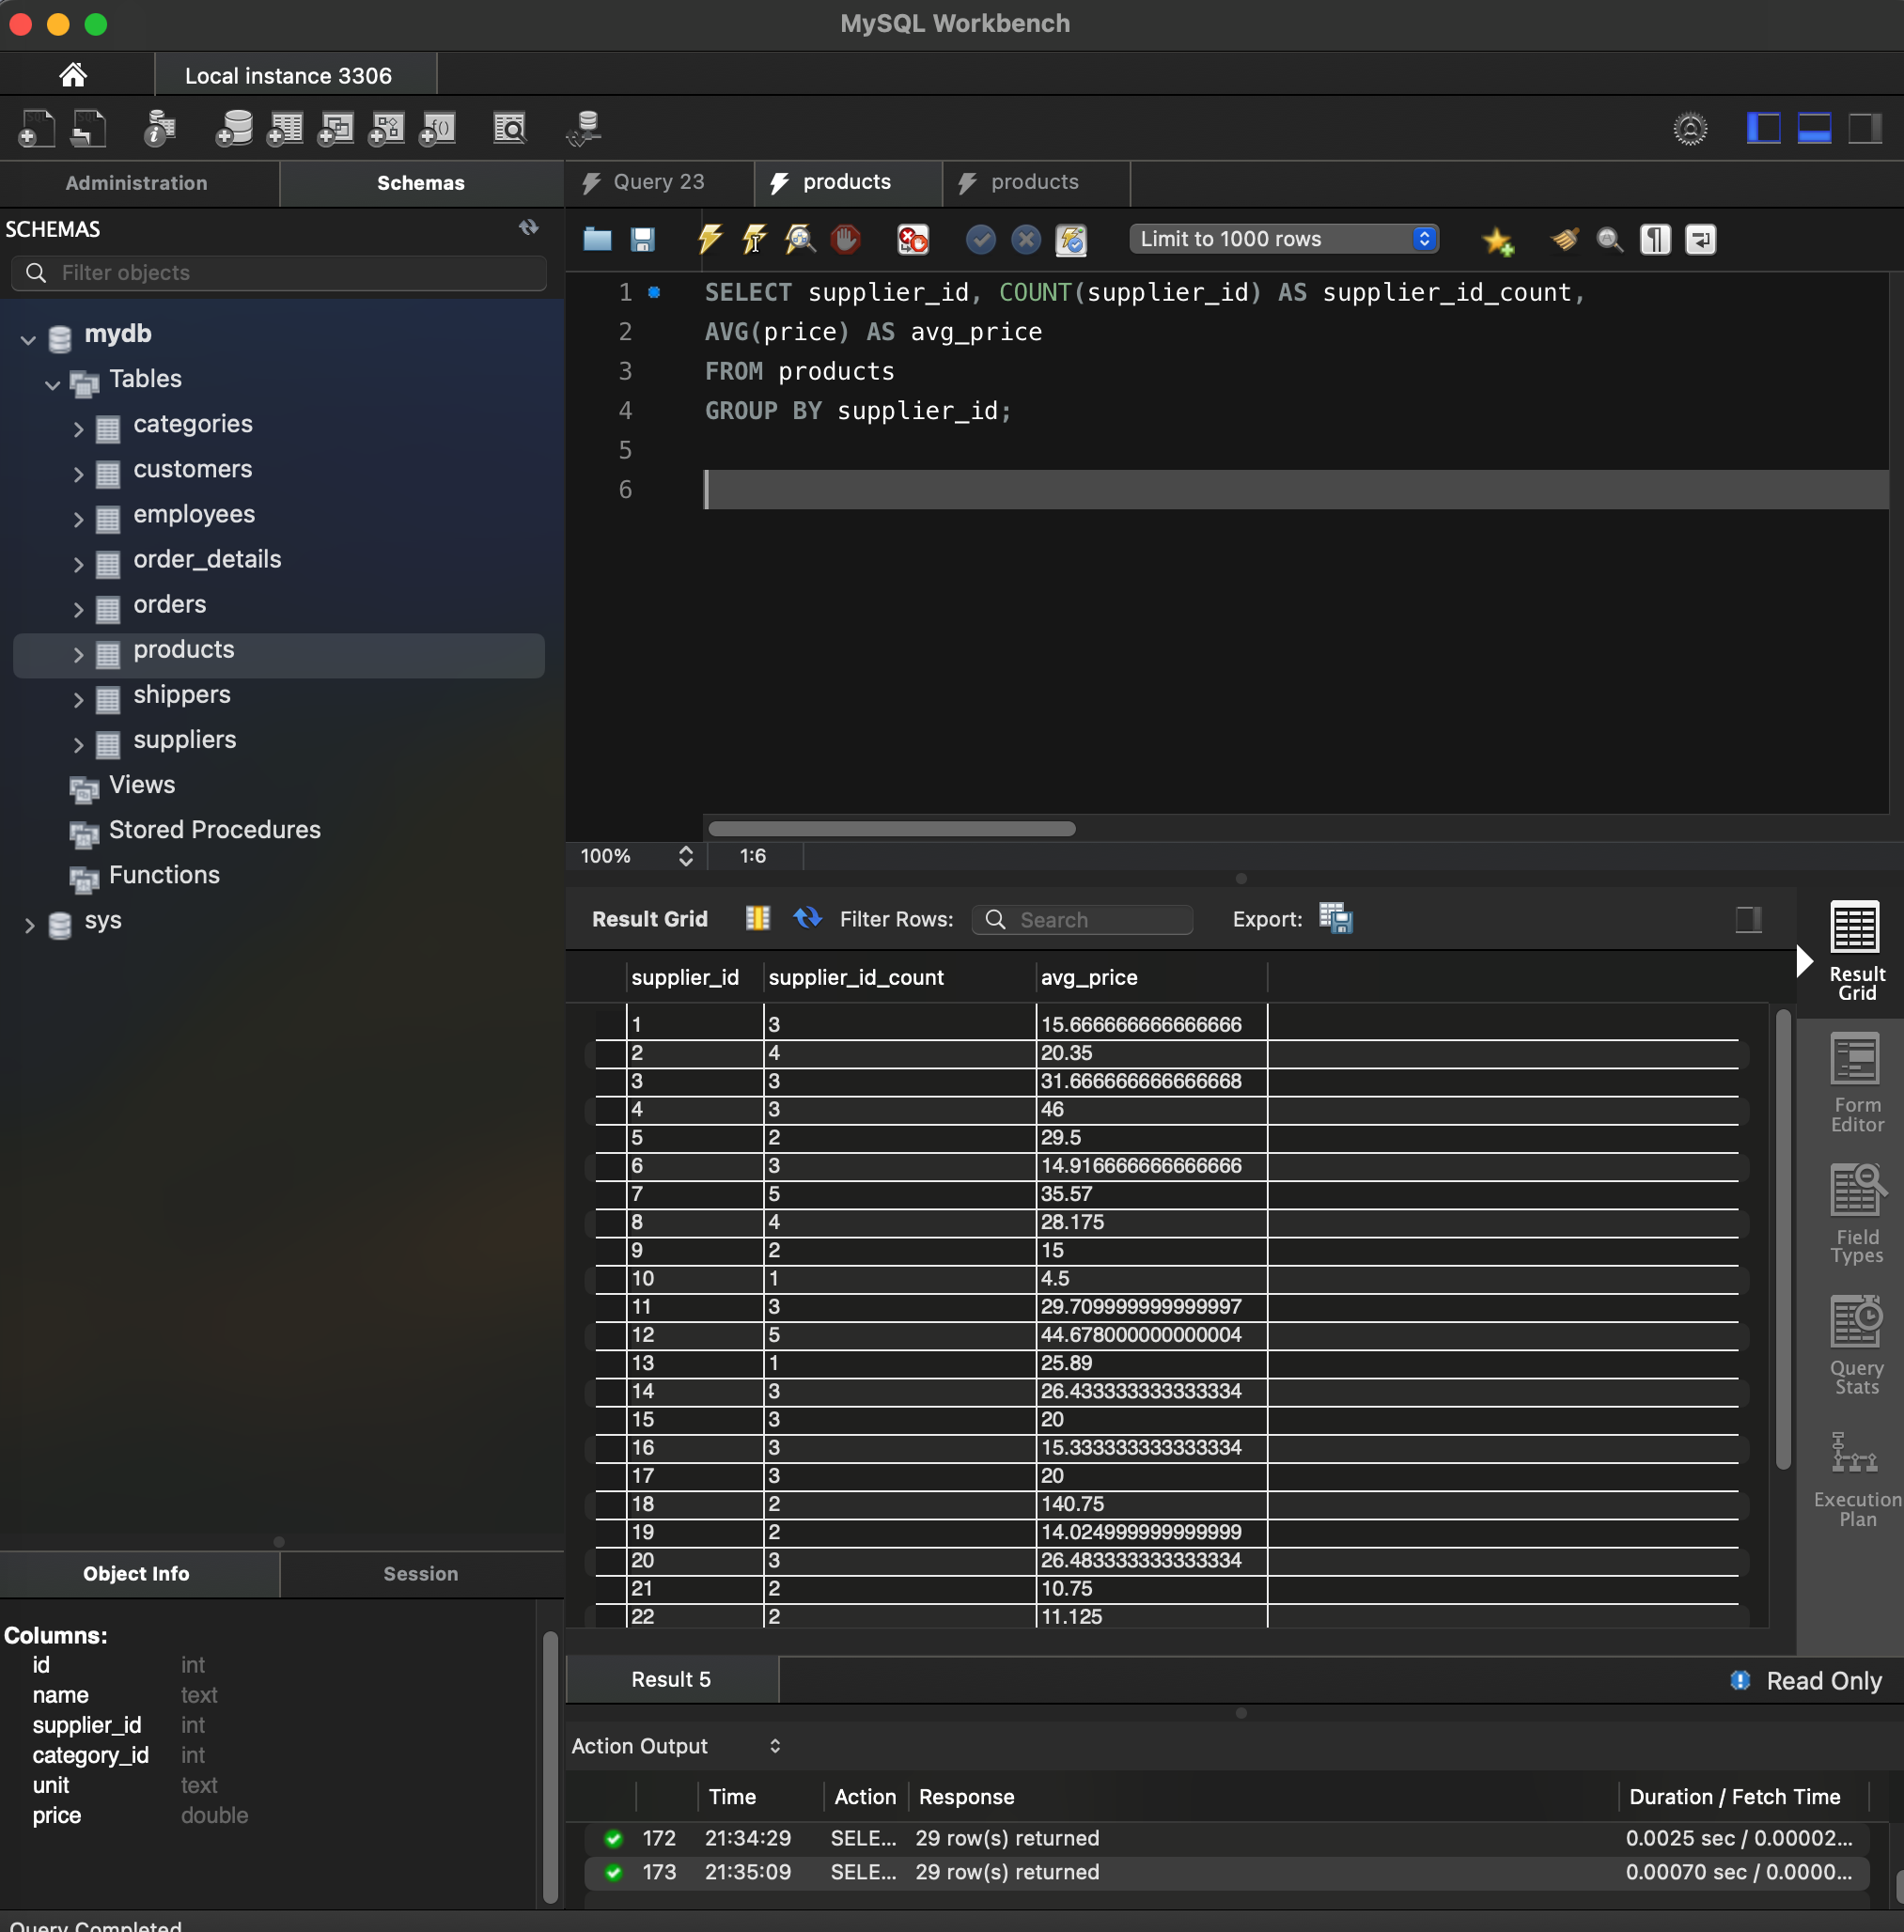 MySQL Workbench
Local instance 3306
Administration
Schemas
Query 23
products
products
SCHEMAS
Filter objects
Limit to 1000 rows
mydb
Tables
categories
customers
employees
order_details
orders
products
shippers
suppliers
Views
Stored Procedures
Functions
sys
1 SELECT supplier_id, COUNT(supplier_id) AS supplier_id_count,
2 AVG(price) AS avg_price
3 FROM products
4 GROUP BY supplier_id;
5
6
100% 1:6
Result Grid Filter Rows: Search Export:
supplier_id supplier_id_count avg_price
1 3 15.666666666666666
2 4 20.35
3 3 31.666666666666668
4 3 46
5 2 29.5
6 3 14.916666666666666
7 5 35.57
8 4 28.175
9 2 15
10 1 4.5
11 3 29.709999999999997
12 5 44.678000000000004
13 1 25.89
14 3 26.433333333333334
15 3 20
16 3 15.333333333333334
17 3 20
18 2 140.75
19 2 14.024999999999999
20 3 26.483333333333334
21 2 10.75
22 2 11.125
Result
Grid
Form
Editor
Field
Types
Query
Stats
Execution
Plan
Object Info
Session
Columns:
id int
name text
supplier_id int
category_id int
unit text
price double
Result 5
Read Only
Action Output
Time Action Response Duration / Fetch Time
172 21:34:29 SELE... 29 row(s) returned 0.0025 sec / 0.00002...
173 21:35:09 SELE... 29 row(s) returned 0.00070 sec / 0.0000...
Query Completed